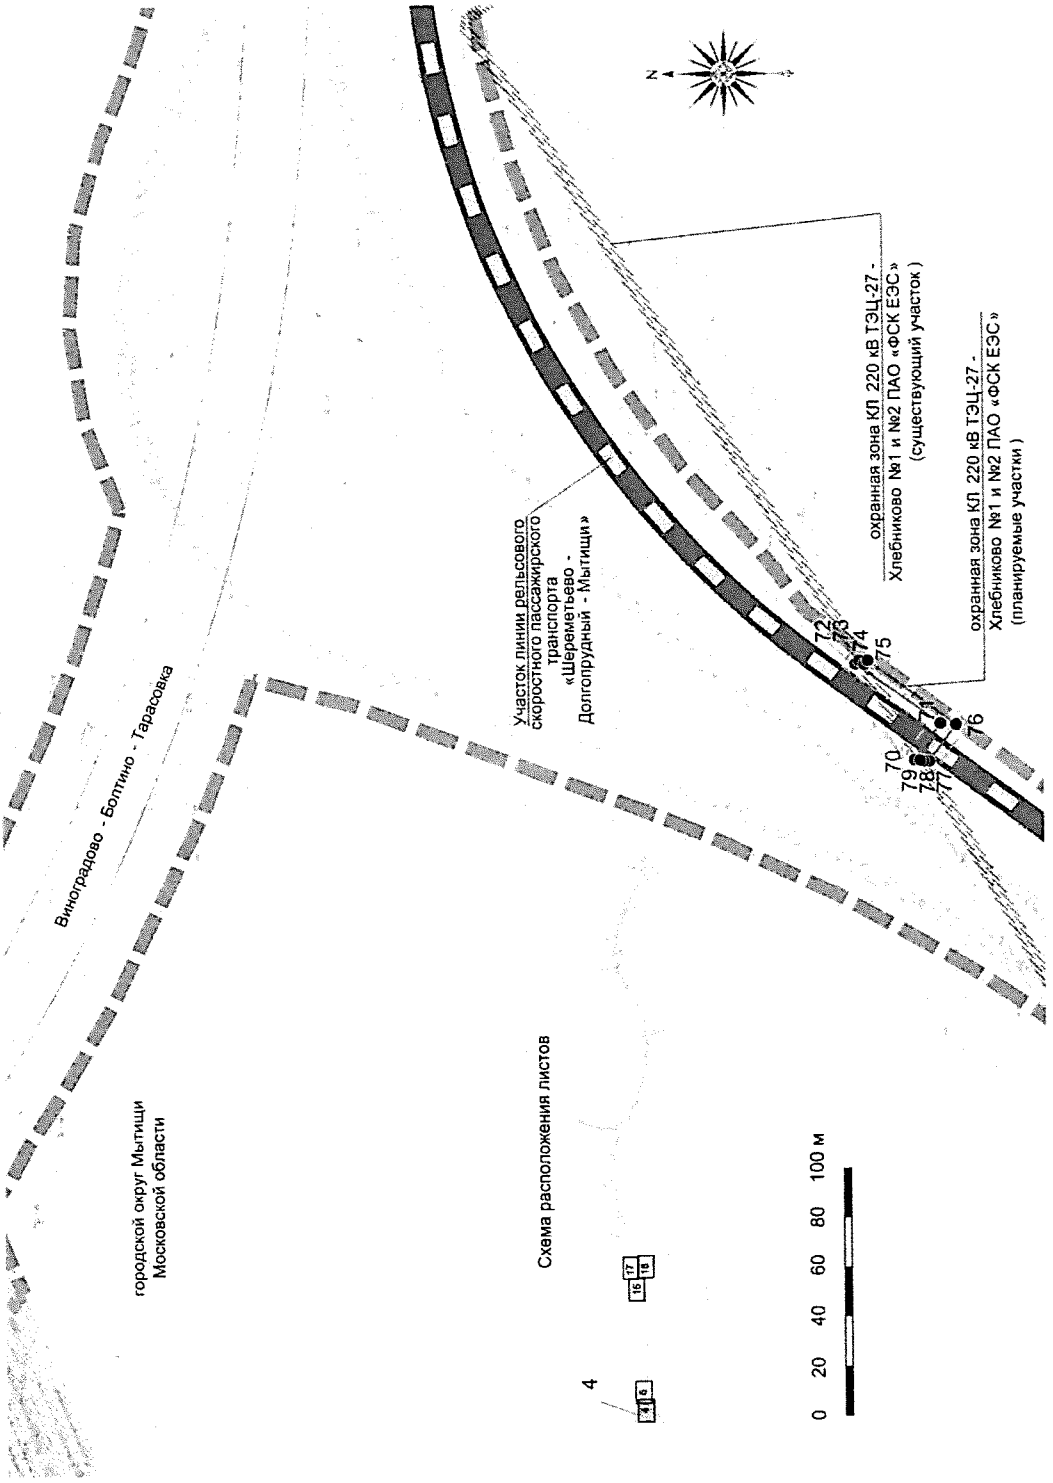 N
Виноградово - Болтино - Тарасовка
городской округ Мытищи
Московской области
Участок линии рельсового
скоростного пассажирского
транспорта
«Шереметьево -
Долгопрудный - Мытищи»
охранная зона КЛ 220 кВ ТЭЦ-27 -
Хлебниково №1 и №2 ПАО «ФСК ЕЭС»
(существующий участок )
охранная зона КЛ 220 кВ ТЭЦ-27 -
Хлебниково №1 и №2 ПАО «ФСК ЕЭС»
(планируемые участки )
72
73
74
75
70
71
79
78
77
76
Схема расположения листов
4
4
17
0 20 40 60 80 100 м